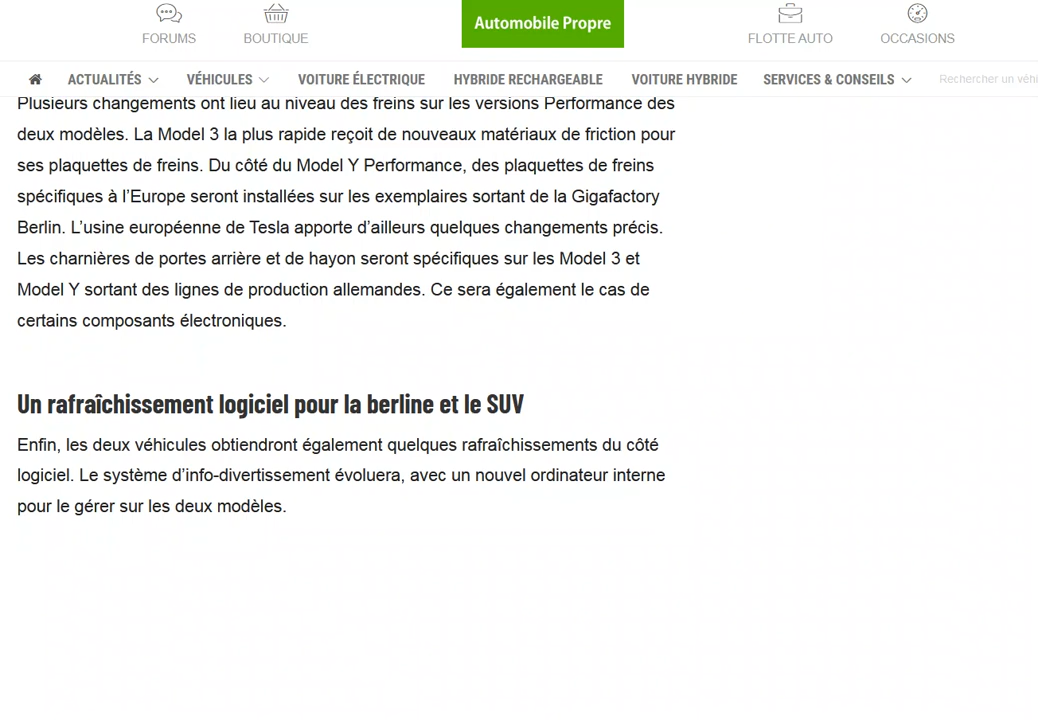 FORUMS
BOUTIQUE
Automobile Propre
FLOTTE AUTO
OCCASIONS
ACTUALITÉS
VÉHICULES
VOITURE ÉLECTRIQUE
HYBRIDE RECHARGEABLE
VOITURE HYBRIDE
SERVICES & CONSEILS
Rechercher un véhi
Plusieurs changements ont lieu au niveau des freins sur les versions Performance des
deux modèles. La Model 3 la plus rapide reçoit de nouveaux matériaux de friction pour
ses plaquettes de freins. Du côté du Model Y Performance, des plaquettes de freins
spécifiques à l’Europe seront installées sur les exemplaires sortant de la Gigafactory
Berlin. L’usine européenne de Tesla apporte d’ailleurs quelques changements précis.
Les charnières de portes arrière et de hayon seront spécifiques sur les Model 3 et
Model Y sortant des lignes de production allemandes. Ce sera également le cas de
certains composants électroniques.
Un rafraîchissement logiciel pour la berline et le SUV
Enfin, les deux véhicules obtiendront également quelques rafraîchissements du côté
logiciel. Le système d’info-divertissement évoluera, avec un nouvel ordinateur interne
pour le gérer sur les deux modèles.